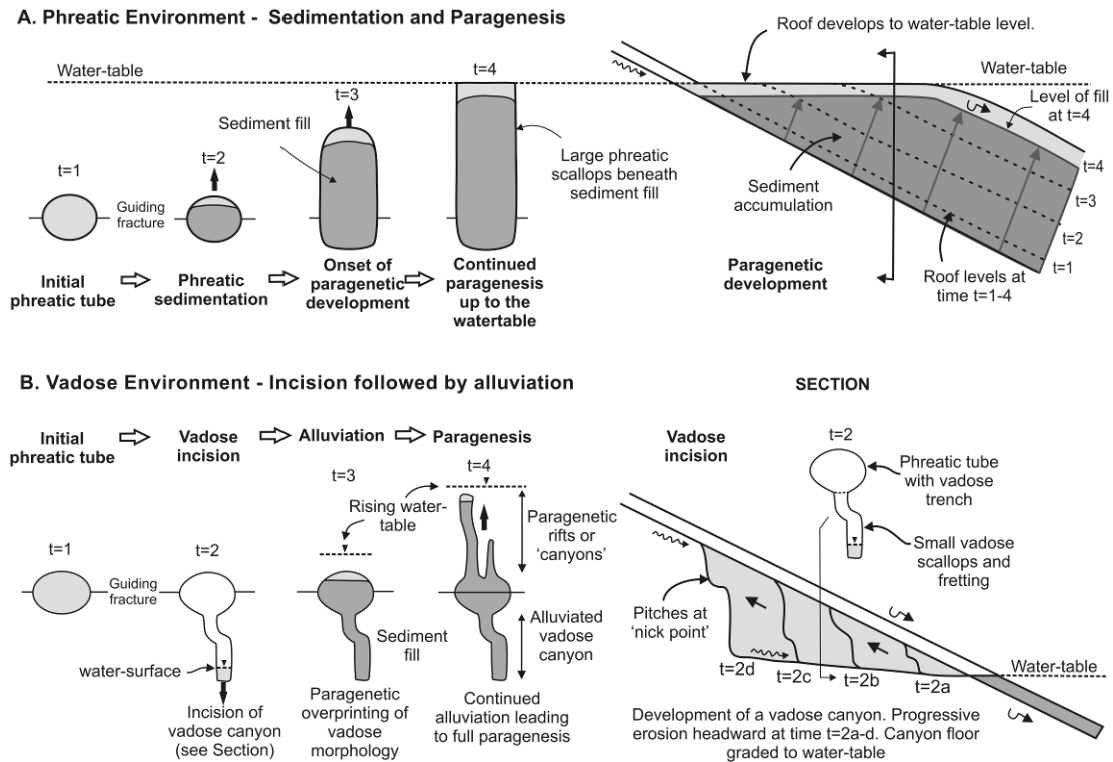 A. Phreatic Environment - Sedimentation and Paragenesis
Roof develops to water-table level.
Water-table
t=4
Water-table
t=3
Level of fill
at t=4
Sediment fill
t=2
t=1
Large phreatic
scallops beneath
sediment fill
Guiding
fracture
Sediment
accumulation
t=4
t=3
t=2
t=1
Initial
phreatic tube
Phreatic
sedimentation
Onset of
paragenetic
development
Continued
paragenesis
up to the
watertable
Paragenetic
development
Roof levels at
time t=1-4
B. Vadose Environment - Incision followed by alluviation
SECTION
Initial
phreatic tube
Vadose
incision
Alluviation
Paragenesis
Vadose
incision
t=2
t=3
t=4
Rising water-
table
Phreatic tube
with vadose
trench
Paragenetic
rifts or
'canyons'
t=1
t=2
Small vadose
scallops and
fretting
Guiding
fracture
Pitches at
'nick point'
Alluviated
vadose
canyon
Sediment
fill
water-surface
Water-table
t=2d
t=2c
t=2b
t=2a
Incision of
vadose canyon
(see Section)
Paragenetic
overprinting of
vadose
morphology
Continued
alluviation leading
to full paragenesis
Development of a vadose canyon. Progressive
erosion headward at time t=2a-d. Canyon floor
graded to water-table